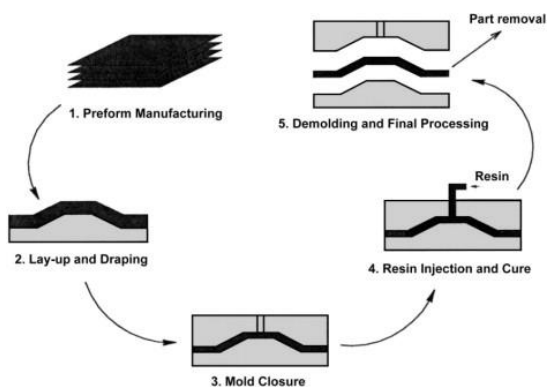 1. Preform Manufacturing
2. Lay-up and Draping
3. Mold Closure
Resin
4. Resin Injection and Cure
Part removal
5. Demolding and Final Processing